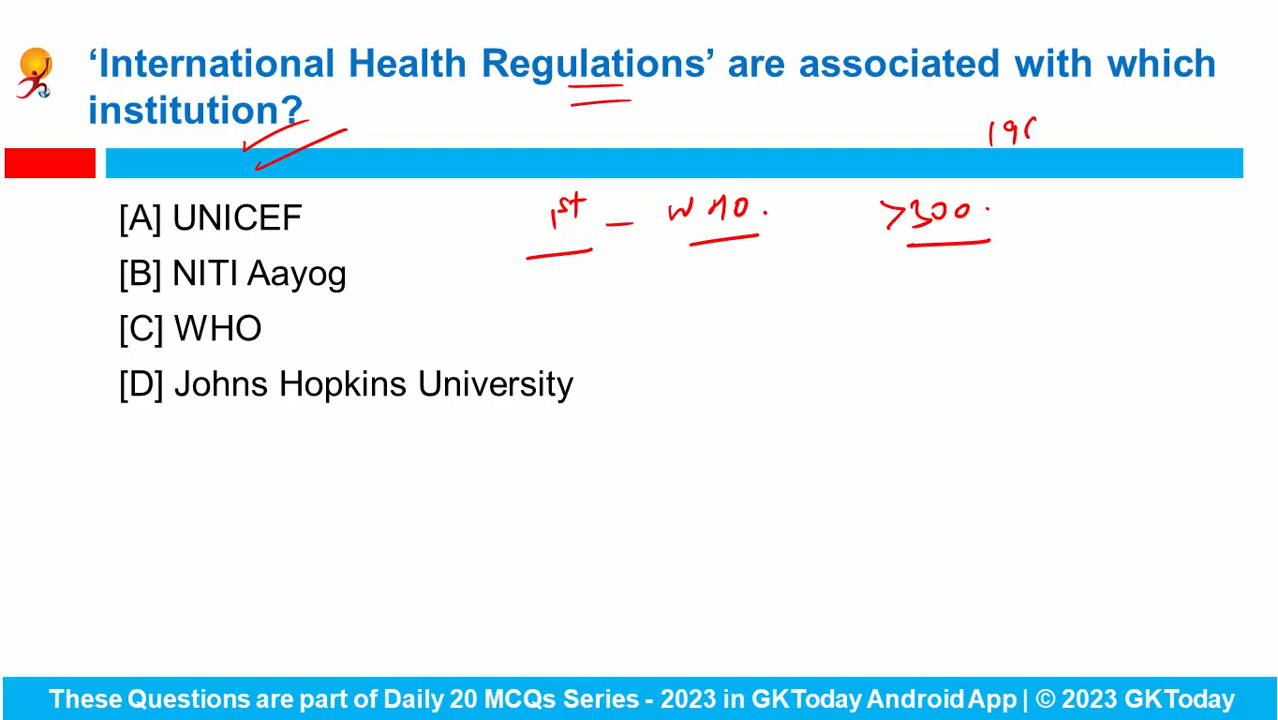 ‘International Health Regulations’ are associated with which
institution?
[A] UNICEF
[B] NITI Aayog
[C] WHO
[D] Johns Hopkins University
1st – WHO. >300.
These Questions are part of Daily 20 MCQs Series - 2023 in GKToday Android App | © 2023 GKToday